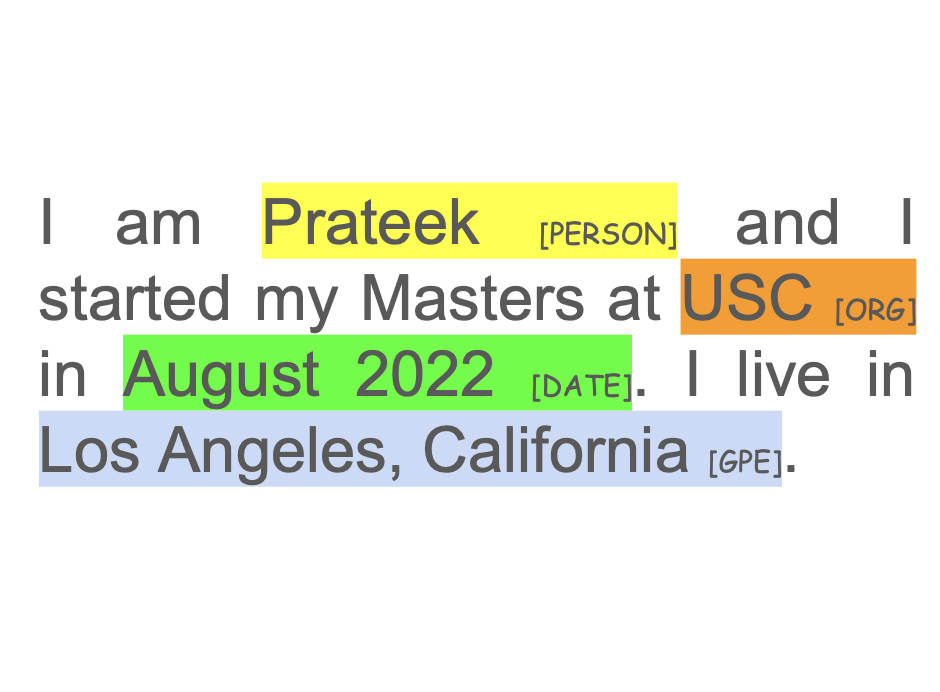 I am Prateek [PERSON] and I
started my Masters at USC [ORG]
in August 2022 [DATE]. I live in
Los Angeles, California [GPE].